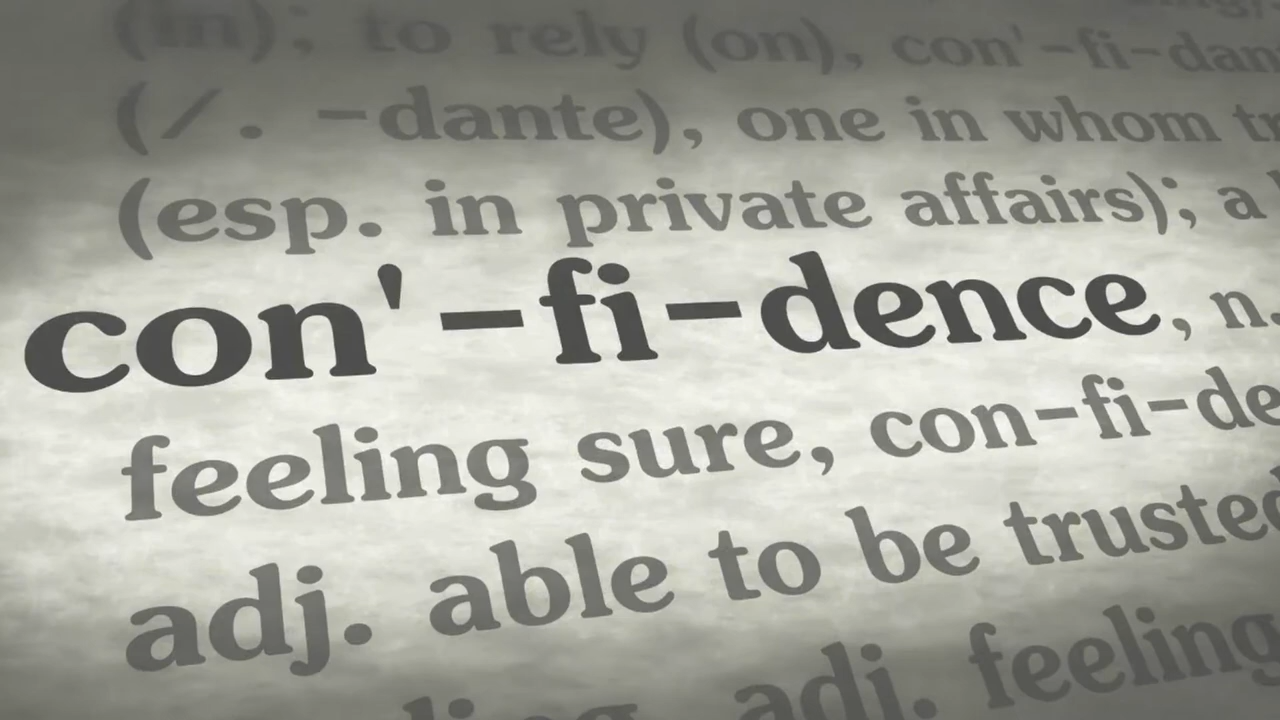 (in); to rely (on), con'-fi-dan
(/. -dante), one in whom tr
(esp. in private affairs); a
con'-fi-dence, n.
feeling sure, con-fi-de
adj. able to be trusted
adj. feeling